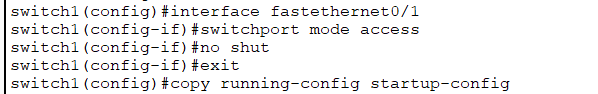 switch1(config)#interface fastethernet0/1
switch1(config-if)#switchport mode access
switch1(config-if)#no shut
switch1(config-if)#exit
switch1(config)#copy running-config startup-config